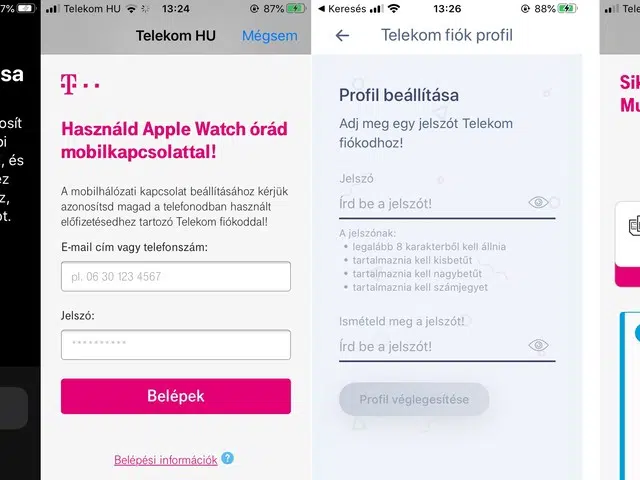 7%
sa
osít
bi
, és
ez
z,
ot.
Telekom HU 13:24 87%
Telekom HU Mégsem
T
Használd Apple Watch órád
mobilkapcsolattal!
A mobilhálózati kapcsolat beállításához kérjük
azonosítsd magad a telefonodban használt
előfizetésedhez tartozó Telekom fiókoddal!
E-mail cím vagy telefonszám:
pl. 06 30 123 4567
Jelszó:
**********
Belépek
Belépési információk ?
Keresés 13:26 88%
Telekom fiók profil
Profil beállítása
Adj meg egy jelszót Telekom
fiókodhoz!
Jelszó
Írd be a jelszót!
A jelszónak:
• legalább 8 karakterből kell állnia
• tartalmaznia kell kisbetűt
• tartalmaznia kell nagybetűt
• tartalmaznia kell számjegyet
Ismételd meg a jelszót!
Írd be a jelszót!
Profil véglegesítése
Tele
Sik
Mu